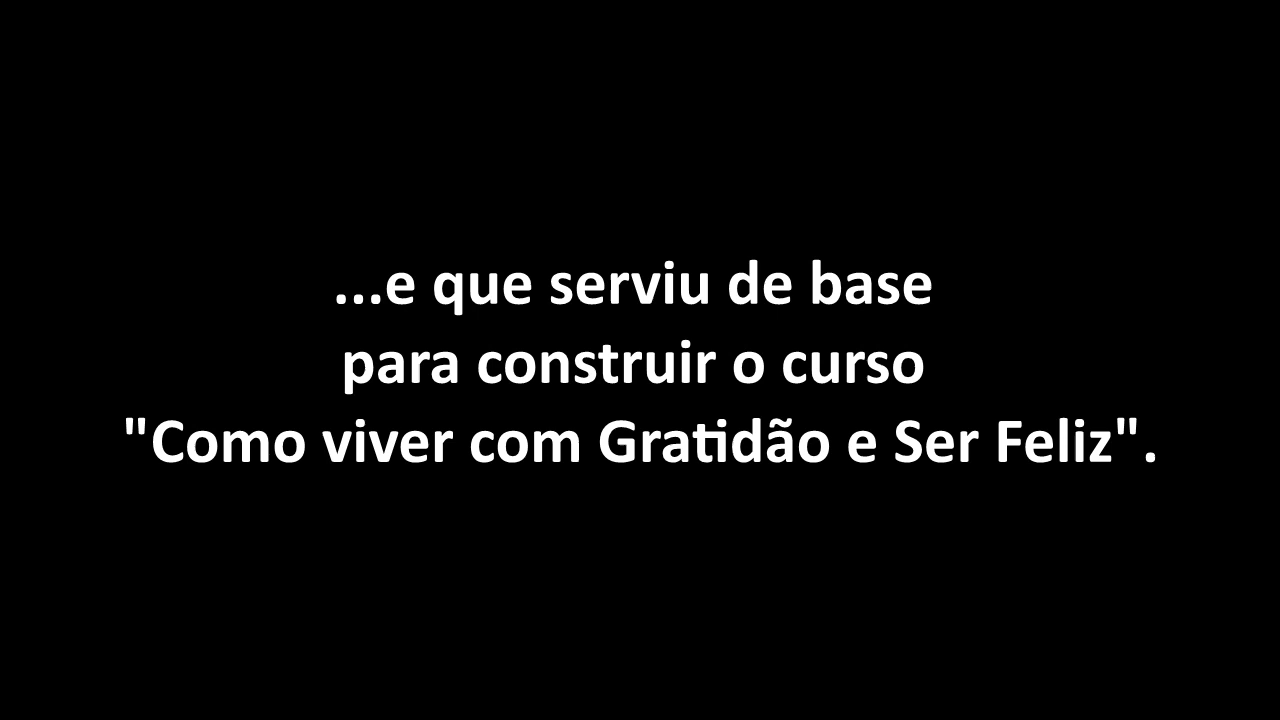 ...e que serviu de base
para construir o curso
"Como viver com Gratidão e Ser Feliz".